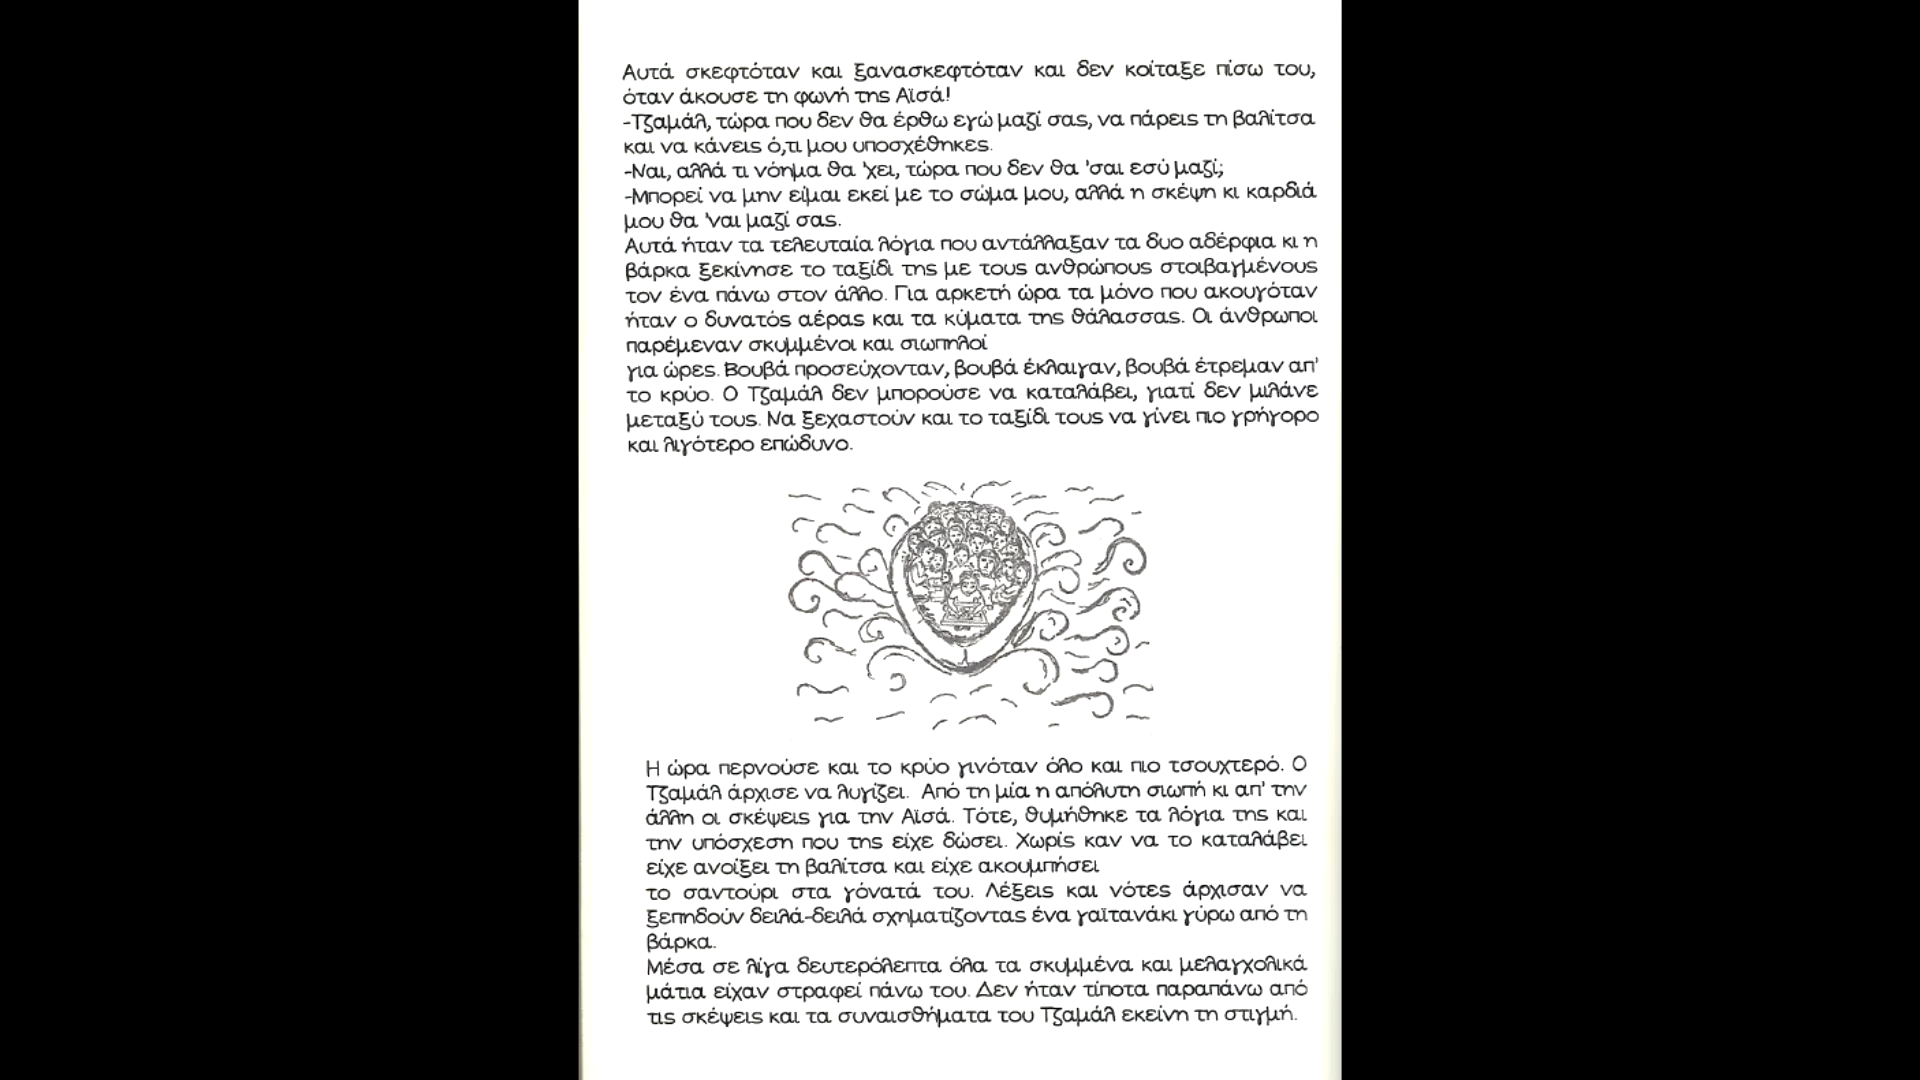 Αυτά σκεφτόταν και ξανασκεφτόταν και δεν κοίταξε πίσω του,
όταν άκουσε τη φωνή της Αϊσά!
-Τζαμάλ, τώρα που δεν θα έρθω εγώ μαζί σας, να πάρεις τη βαλίτσα
και να κάνεις ό,τι μου υποσχέθηκες.
-Ναι, αλλά τι νόημα θα 'χει, τώρα που δεν θα 'σαι εσύ μαζί;
-Μπορεί να μην είμαι εκεί με το σώμα μου, αλλά η σκέψη κι καρδιά
μου θα 'ναι μαζί σας.
Αυτά ήταν τα τελευταία λόγια που αντάλλαξαν τα δυο αδέρφια κι η
βάρκα ξεκίνησε το ταξίδι της με τους ανθρώπους στοιβαγμένους
τον ένα πάνω στον άλλο. Για αρκετή ώρα τα μόνο που ακουγόταν
ήταν ο δυνατός αέρας και τα κύματα της θάλασσας. Οι άνθρωποι
παρέμεναν σκυμμένοι και σιωπηλοί
για ώρες. Βουβά προσεύχονταν, βουβά έκλαιγαν, βουβά έτρεμαν απ'
το κρύο. Ο Τζαμάλ δεν μπορούσε να καταλάβει, γιατί δεν μιλάνε
μεταξύ τους. Να ξεχαστούν και το ταξίδι τους να γίνει πιο γρήγορο
και λιγότερο επώδυνο.
Η ώρα περνούσε και το κρύο γινόταν όλο και πιο τσουχτερό. Ο
Τζαμάλ άρχισε να λυγίζει. Από τη μία η απόλυτη σιωπή κι απ' την
άλλη οι σκέψεις για την Αϊσά. Τότε, θυμήθηκε τα λόγια της και
την υπόσχεση που της είχε δώσει. Χωρίς καν να το καταλάβει
είχε ανοίξει τη βαλίτσα και είχε ακουμπήσει
το σαντούρι στα γόνατά του. Λέξεις και νότες άρχισαν να
ξεπηδούν δειλά-δειλά σχηματίζοντας ένα γαϊτανάκι γύρω από τη
βάρκα.
Μέσα σε λίγα δευτερόλεπτα όλα τα σκυμμένα και μελαγχολικά
μάτια είχαν στραφεί πάνω του. Δεν ήταν τίποτα παραπάνω από
τις σκέψεις και τα συναισθήματα του Τζαμάλ εκείνη τη στιγμή.